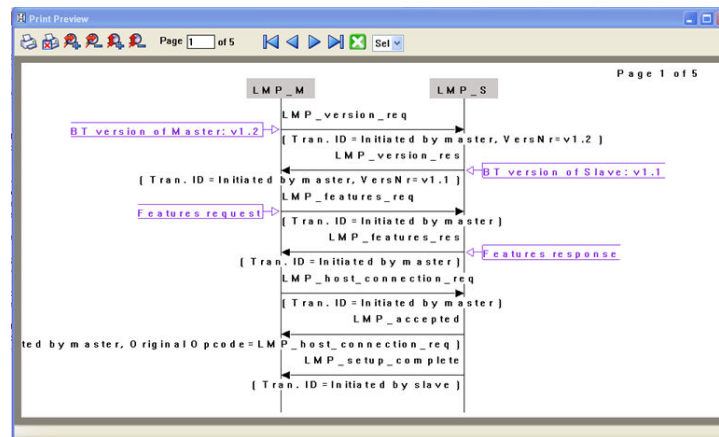 Print Preview
Page 1 of 5 Sel
Page 1 of 5
LMP_M LMP_S
LMP_version_req
BT version of Master: v1.2
( Tran. ID = Initiated by master, VersNr=v1.2 )
LMP_version_res
BT version of Slave: v1.1
( Tran. ID = Initiated by master, VersNr=v1.1 )
LMP_features_req
Features request
( Tran. ID = Initiated by master )
LMP_features_res
Features response
( Tran. ID = Initiated by master )
LMP_host_connection_req
( Tran. ID = Initiated by master )
LMP_accepted
ted by master, OriginalOpcode=LMP_host_connection_req )
LMP_setup_complete
( Tran. ID = Initiated by slave )